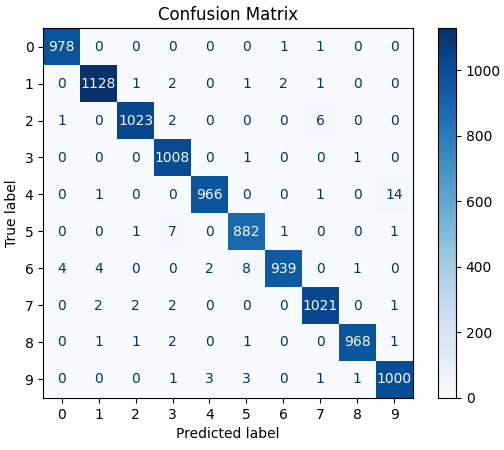 Confusion Matrix
0 978 0 0 0 0 0 1 1 0 0
1 0 1128 1 2 0 1 2 1 0 0
2 1 0 1023 2 0 0 0 6 0 0
3 0 0 0 1008 0 1 0 0 1 0
4 0 1 0 0 966 0 0 1 0 14
5 0 0 1 7 0 882 1 0 0 1
6 4 4 0 0 2 8 939 0 1 0
7 0 2 2 2 0 0 0 1021 0 1
8 0 1 1 2 0 1 0 0 968 1
9 0 0 0 1 3 3 0 1 1 1000
0 1 2 3 4 5 6 7 8 9
Predicted label
True label
1000
800
600
400
200
0